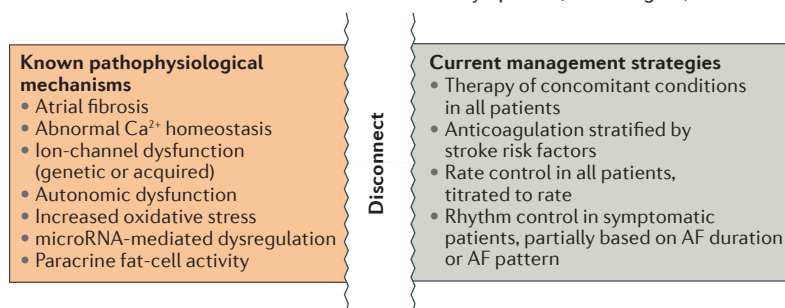 Known pathophysiological
mechanisms
• Atrial fibrosis
• Abnormal Ca²⁺ homeostasis
• Ion-channel dysfunction
(genetic or acquired)
• Autonomic dysfunction
• Increased oxidative stress
• microRNA-mediated dysregulation
• Paracrine fat-cell activity
Disconnect
Current management strategies
• Therapy of concomitant conditions
in all patients
• Anticoagulation stratified by
stroke risk factors
• Rate control in all patients,
titrated to rate
• Rhythm control in symptomatic
patients, partially based on AF duration
or AF pattern